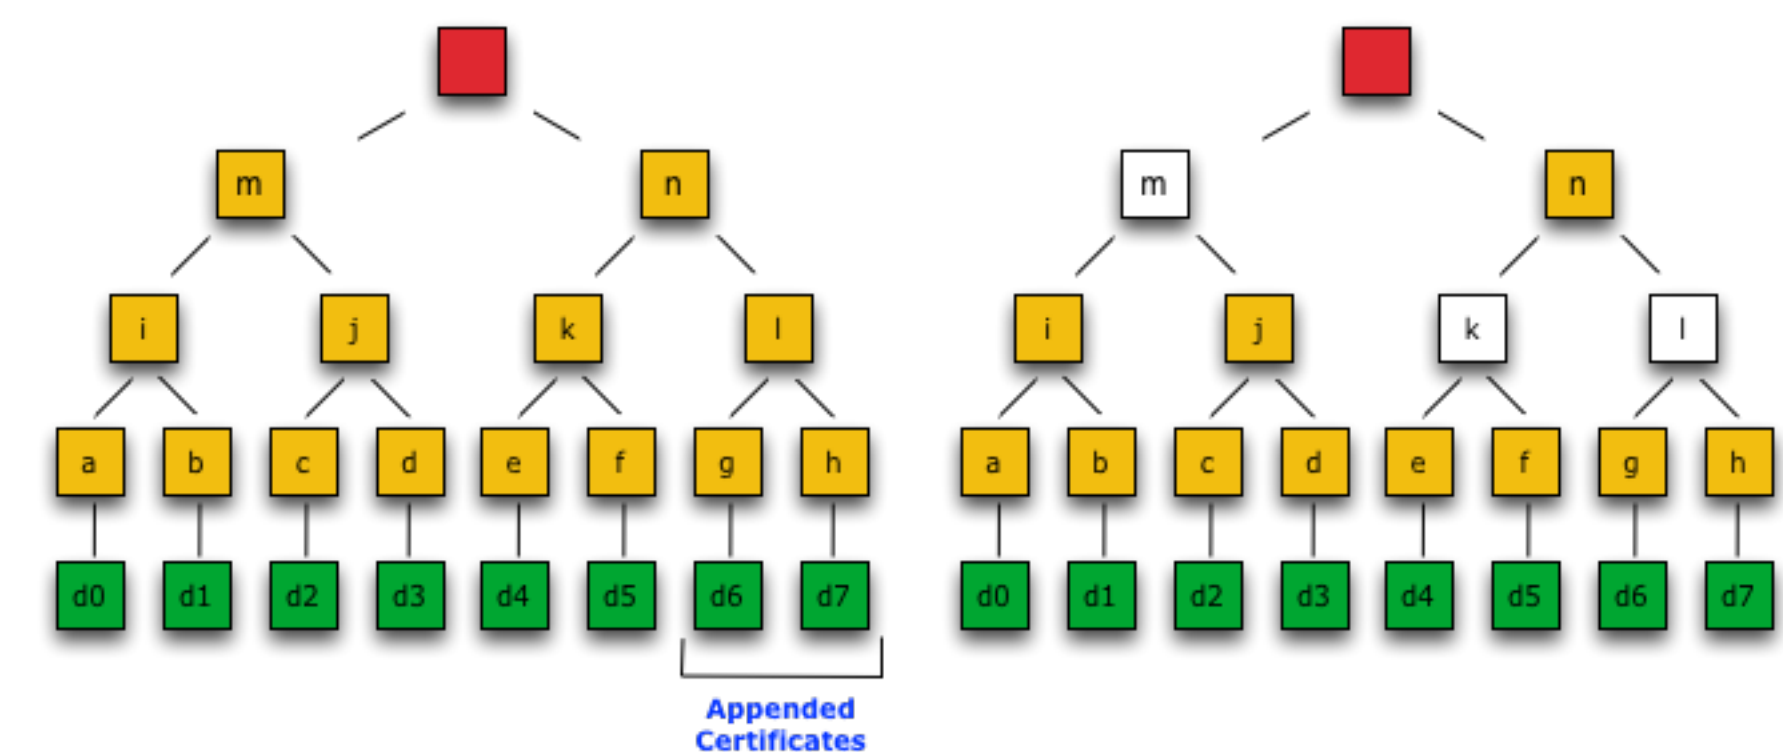 m n m n
i j k l i j k l
a b c d e f g h a b c d e f g h
d0 d1 d2 d3 d4 d5 d6 d7 d0 d1 d2 d3 d4 d5 d6 d7
Appended
Certificates